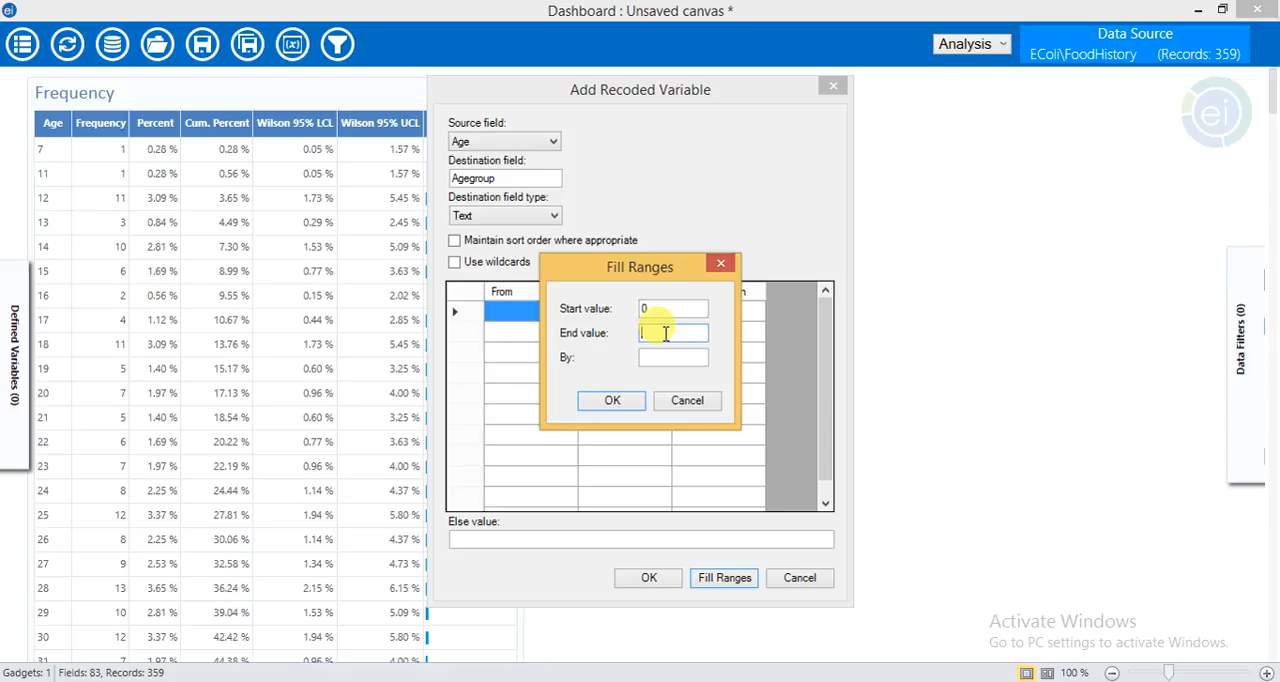 ei
Dashboard : Unsaved canvas *
Analysis
Data Source
EColi\FoodHistory (Records: 359)
Frequency
Age Frequency Percent Cum. Percent Wilson 95% LCL Wilson 95% UCL
7 1 0.28 % 0.28 % 0.05 % 1.57 %
11 1 0.28 % 0.56 % 0.05 % 1.57 %
12 11 3.09 % 3.65 % 1.73 % 5.45 %
13 3 0.84 % 4.49 % 0.29 % 2.45 %
14 10 2.81 % 7.30 % 1.53 % 5.09 %
15 6 1.69 % 8.99 % 0.77 % 3.63 %
16 2 0.56 % 9.55 % 0.15 % 2.02 %
17 4 1.12 % 10.67 % 0.44 % 2.85 %
18 11 3.09 % 13.76 % 1.73 % 5.45 %
19 5 1.40 % 15.17 % 0.60 % 3.25 %
20 7 1.97 % 17.13 % 0.96 % 4.00 %
21 5 1.40 % 18.54 % 0.60 % 3.25 %
22 6 1.69 % 20.22 % 0.77 % 3.63 %
23 7 1.97 % 22.19 % 0.96 % 4.00 %
24 8 2.25 % 24.44 % 1.14 % 4.37 %
25 12 3.37 % 27.81 % 1.94 % 5.80 %
26 8 2.25 % 30.06 % 1.14 % 4.37 %
27 9 2.53 % 32.58 % 1.34 % 4.73 %
28 13 3.65 % 36.24 % 2.15 % 6.15 %
29 10 2.81 % 39.04 % 1.53 % 5.09 %
30 12 3.37 % 42.42 % 1.94 % 5.80 %
31 7 1.97 % 44.38 % 0.96 % 4.00 %
Defined Variables (0)
Add Recoded Variable
Source field:
Age
Destination field:
Agegroup
Destination field type:
Text
Maintain sort order where appropriate
Use wildcards
From
Fill Ranges
Start value: 0
End value:
By:
OK Cancel
Else value:
OK Fill Ranges Cancel
ei
Data Filters (0)
Activate Windows
Go to PC settings to activate Windows.
Gadgets: 1 Fields: 83, Records: 359
100 %